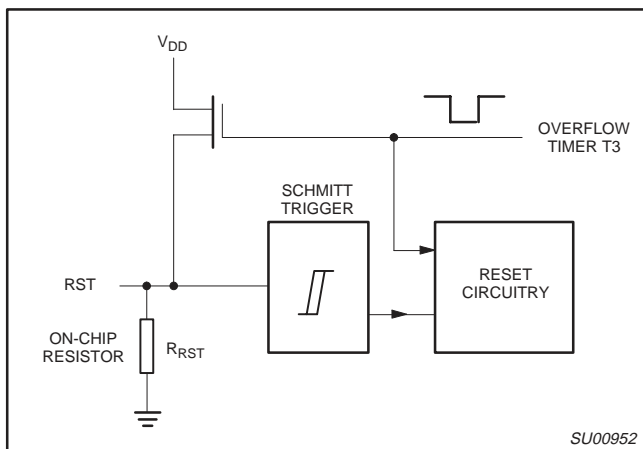 VDD
OVERFLOW
TIMER T3
SCHMITT
TRIGGER
RST
RESET
CIRCUITRY
ON-CHIP
RESISTOR
RRST
SU00952